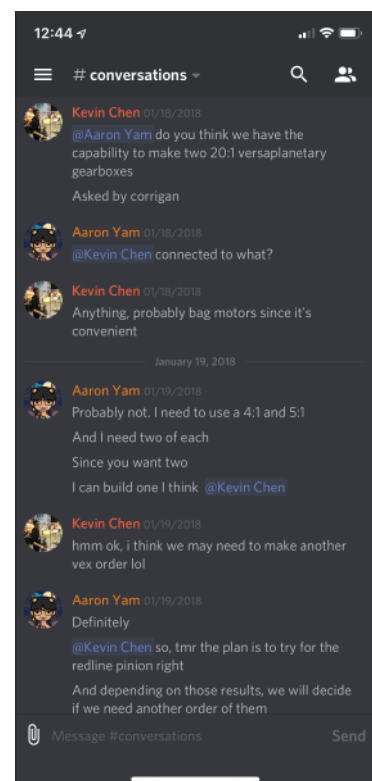 12:44
# conversations
Kevin Chen 01/18/2018
@Aaron Yam do you think we have the
capability to make two 20:1 versaplanetary
gearboxes
Asked by corrigan
Aaron Yam 01/18/2018
@Kevin Chen connected to what?
Kevin Chen 01/18/2018
Anything, probably bag motors since it's
convenient
January 19, 2018
Aaron Yam 01/19/2018
Probably not. I need to use a 4:1 and 5:1
And I need two of each
Since you want two
I can build one I think @Kevin Chen
Kevin Chen 01/19/2018
hmm ok, i think we may need to make another
vex order lol
Aaron Yam 01/19/2018
Definitely
@Kevin Chen so, tmr the plan is to try for the
redline pinion right
And depending on those results, we will decide
if we need another order of them
Message #conversations
Send